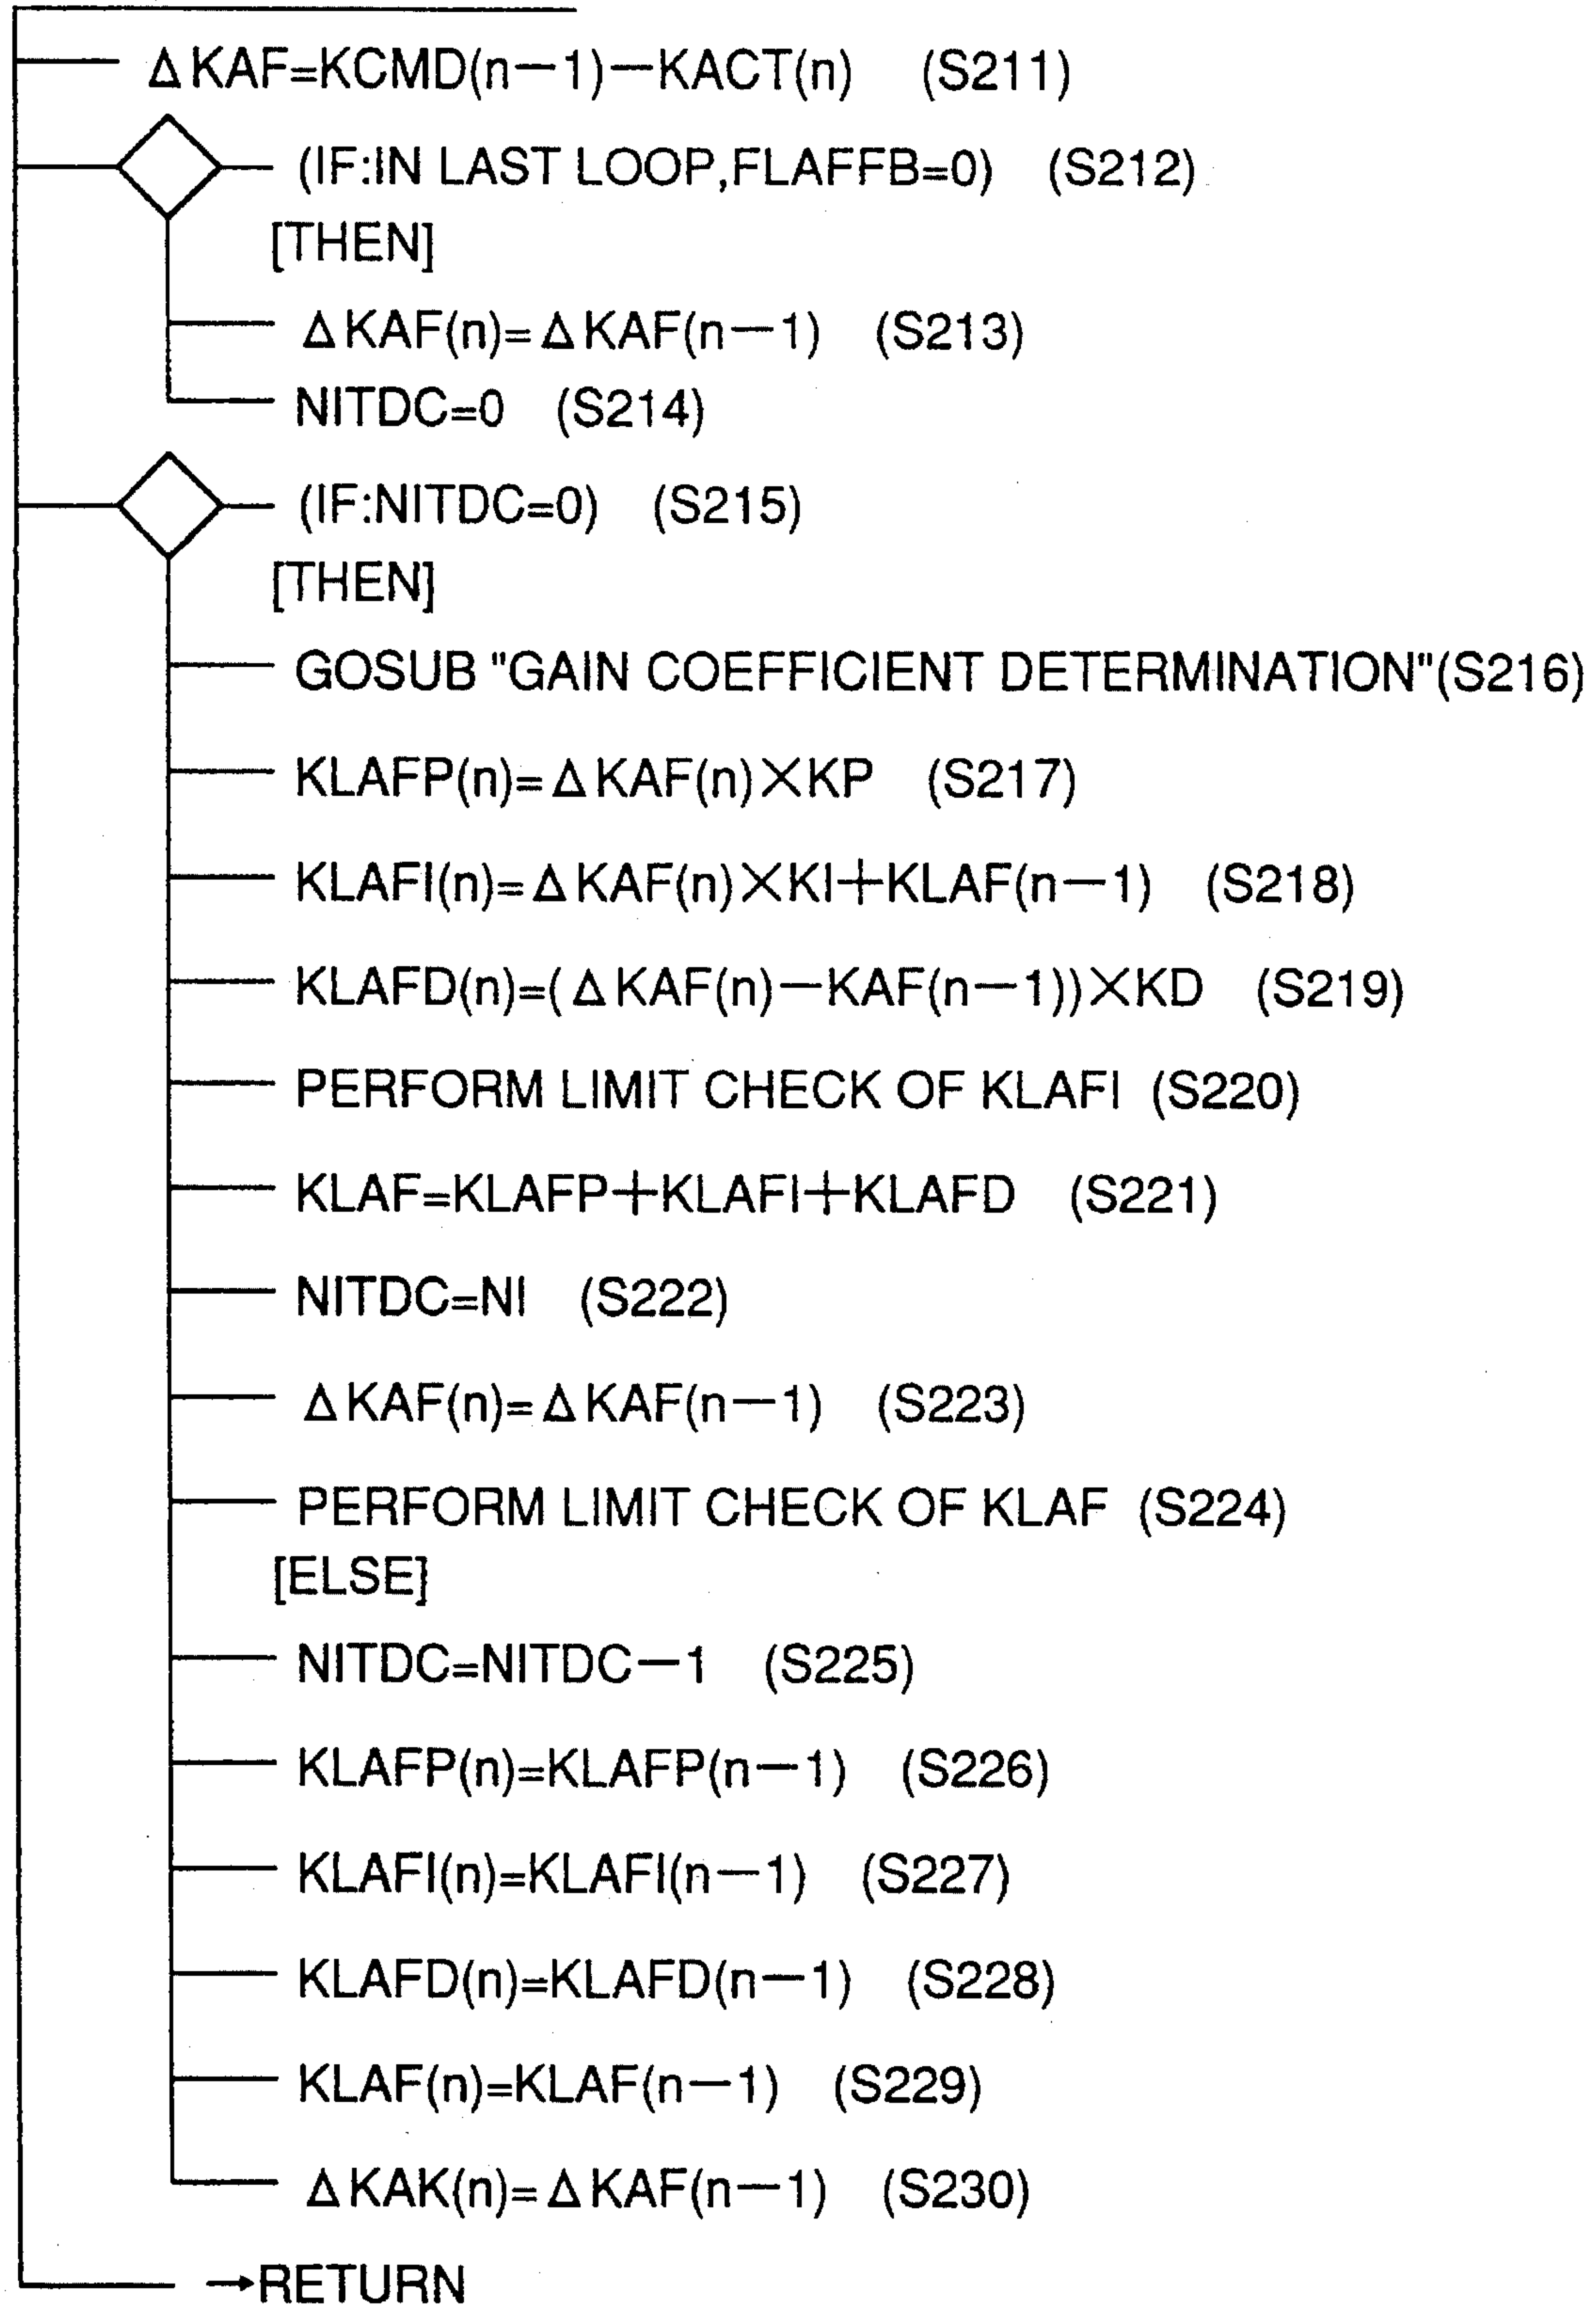 ΔKAF=KCMD(n−1)−KACT(n) (S211)
(IF:IN LAST LOOP,FLAFFB=0) (S212)
[THEN]
ΔKAF(n)=ΔKAF(n−1) (S213)
NITDC=0 (S214)
(IF:NITDC=0) (S215)
[THEN]
GOSUB "GAIN COEFFICIENT DETERMINATION"(S216)
KLAFP(n)=ΔKAF(n)×KP (S217)
KLAFI(n)=ΔKAF(n)×KI+KLAF(n−1) (S218)
KLAFD(n)=(ΔKAF(n)−KAF(n−1))×KD (S219)
PERFORM LIMIT CHECK OF KLAFI (S220)
KLAF=KLAFP+KLAFI+KLAFD (S221)
NITDC=NI (S222)
ΔKAF(n)=ΔKAF(n−1) (S223)
PERFORM LIMIT CHECK OF KLAF (S224)
[ELSE]
NITDC=NITDC−1 (S225)
KLAFP(n)=KLAFP(n−1) (S226)
KLAFI(n)=KLAFI(n−1) (S227)
KLAFD(n)=KLAFD(n−1) (S228)
KLAF(n)=KLAF(n−1) (S229)
ΔKAK(n)=ΔKAF(n−1) (S230)
→RETURN